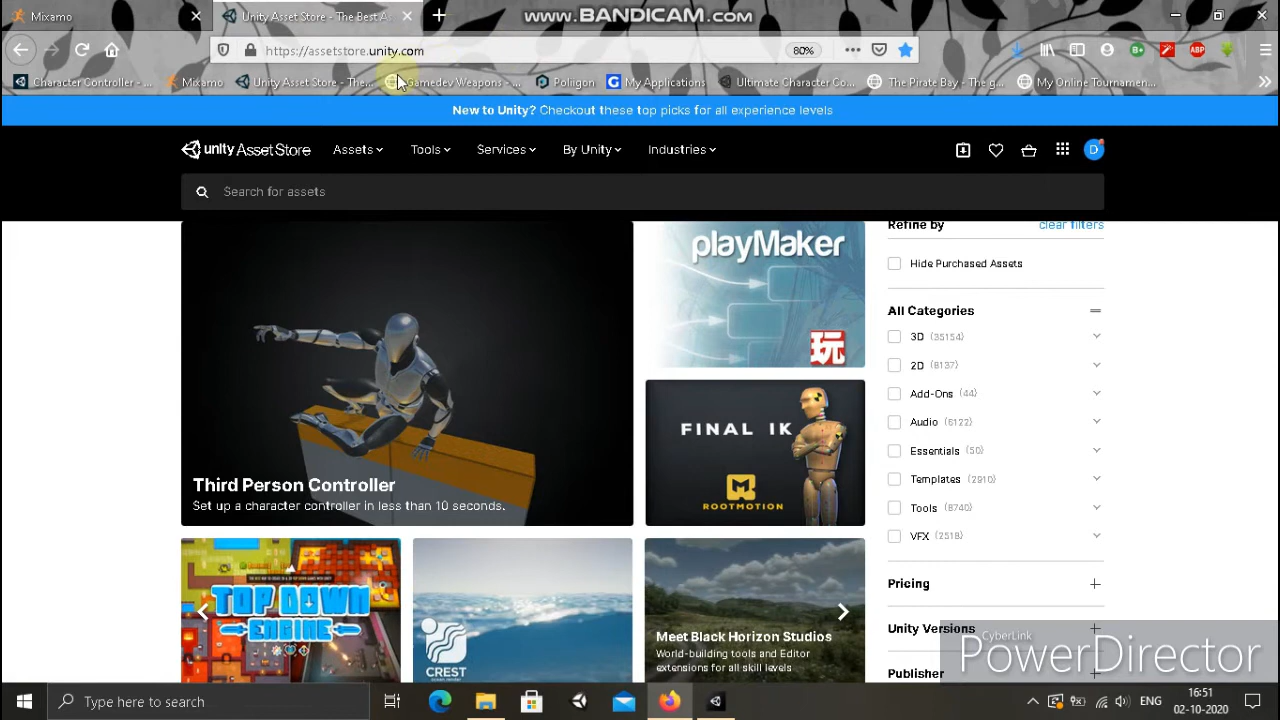 Mixamo
Unity Asset Store - The Best A
www.BANDICAM.com
https://assetstore.unity.com
80%
Character Controller - ...
Mixamo
Unity Asset Store - The...
Gamedev Weapons - ...
Poliigon
My Applications
Ultimate Character Co...
The Pirate Bay - The g...
My Online Tournamen...
New to Unity? Checkout these top picks for all experience levels
unity Asset Store
Assets
Tools
Services
By Unity
Industries
D
Search for assets
Third Person Controller
Set up a character controller in less than 10 seconds.
playMaker
玩
FINAL IK
ROOTMOTION
TOP DOWN
ENGINE
CREST
Meet Black Horizon Studios
World-building tools and Editor
extensions for all skill levels
Refine by
clear filters
Hide Purchased Assets
All Categories
3D (35154)
2D (8137)
Add-Ons (44)
Audio (6122)
Essentials (50)
Templates (2910)
Tools (8740)
VFX (2518)
Pricing
Unity Versions
Publisher
CyberLink
PowerDirector
Type here to search
ENG
16:51
02-10-2020